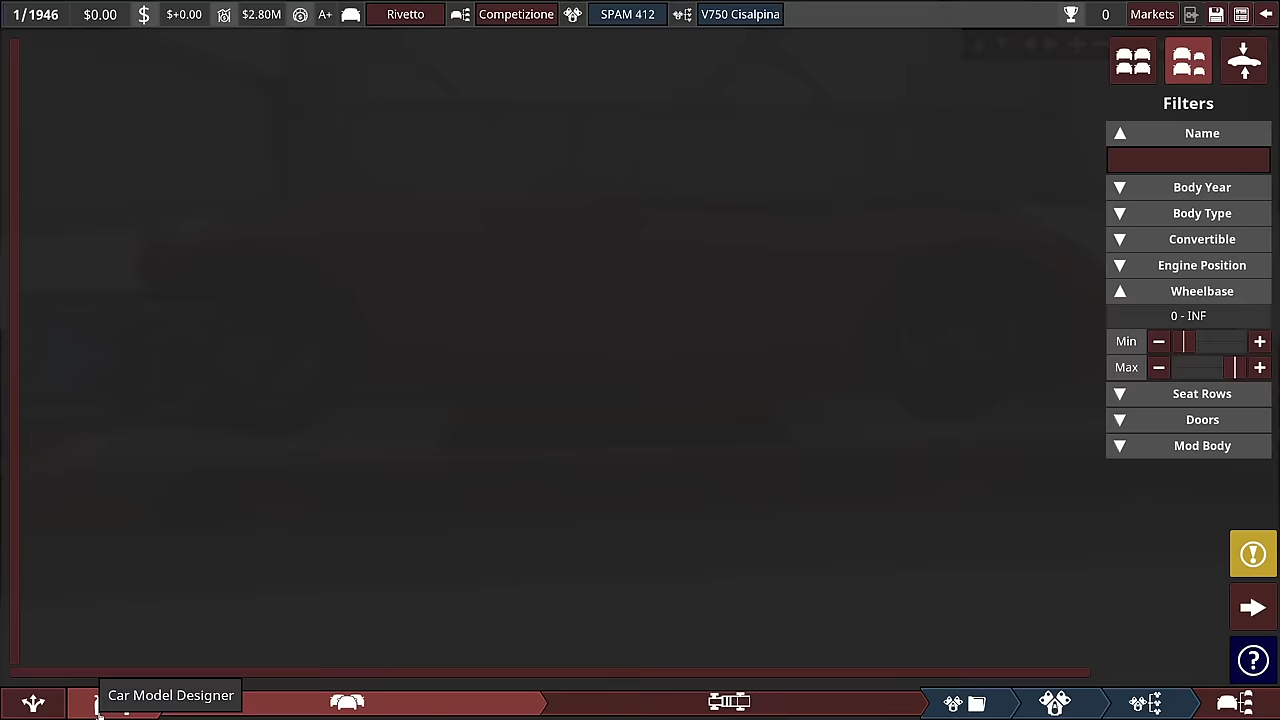 1/1946 $0.00 $ $+0.00 $2.80M A+ Rivetto Competizione SPAM 412 V750 Cisalpina 0 Markets
Filters
Name
Body Year
Body Type
Convertible
Engine Position
Wheelbase
0 - INF
Min
Max
Seat Rows
Doors
Mod Body
Car Model Designer